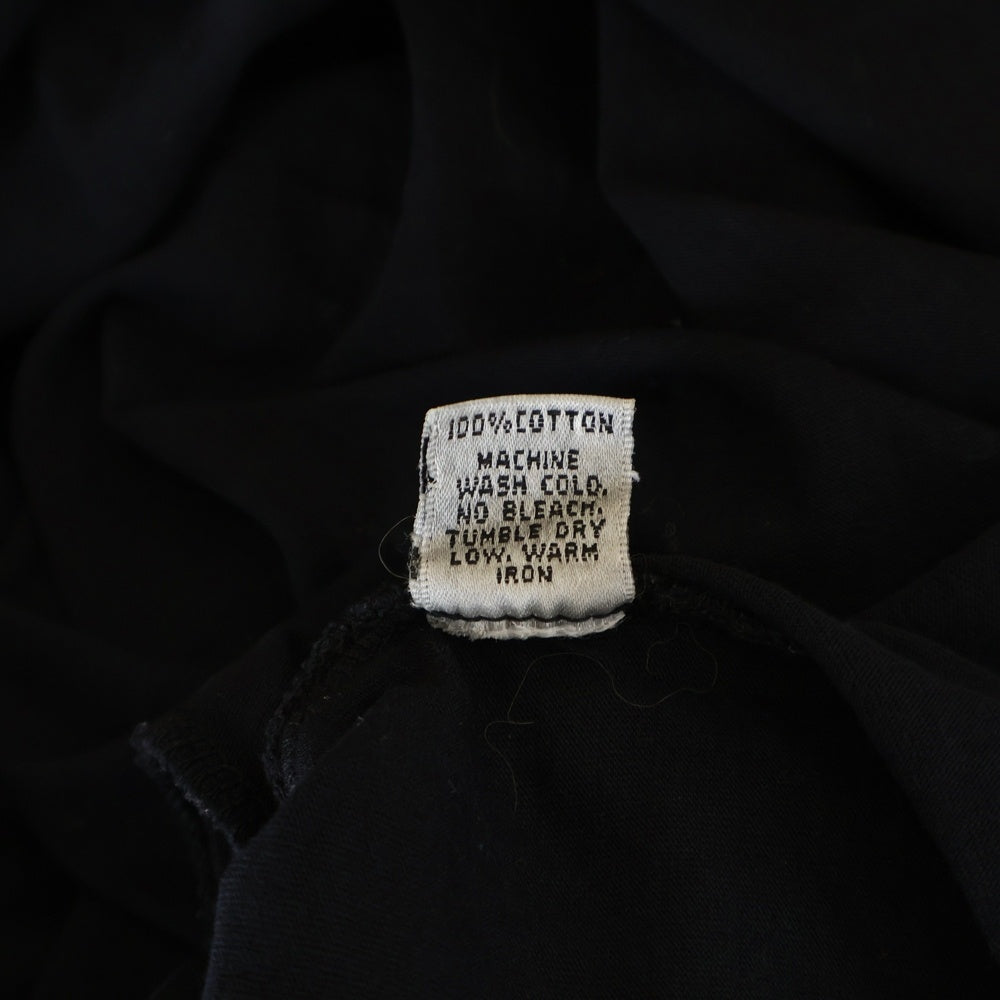 100% COTTON
MACHINE
WASH COLD,
NO BLEACH,
TUMBLE DRY
LOW, WARM
IRON